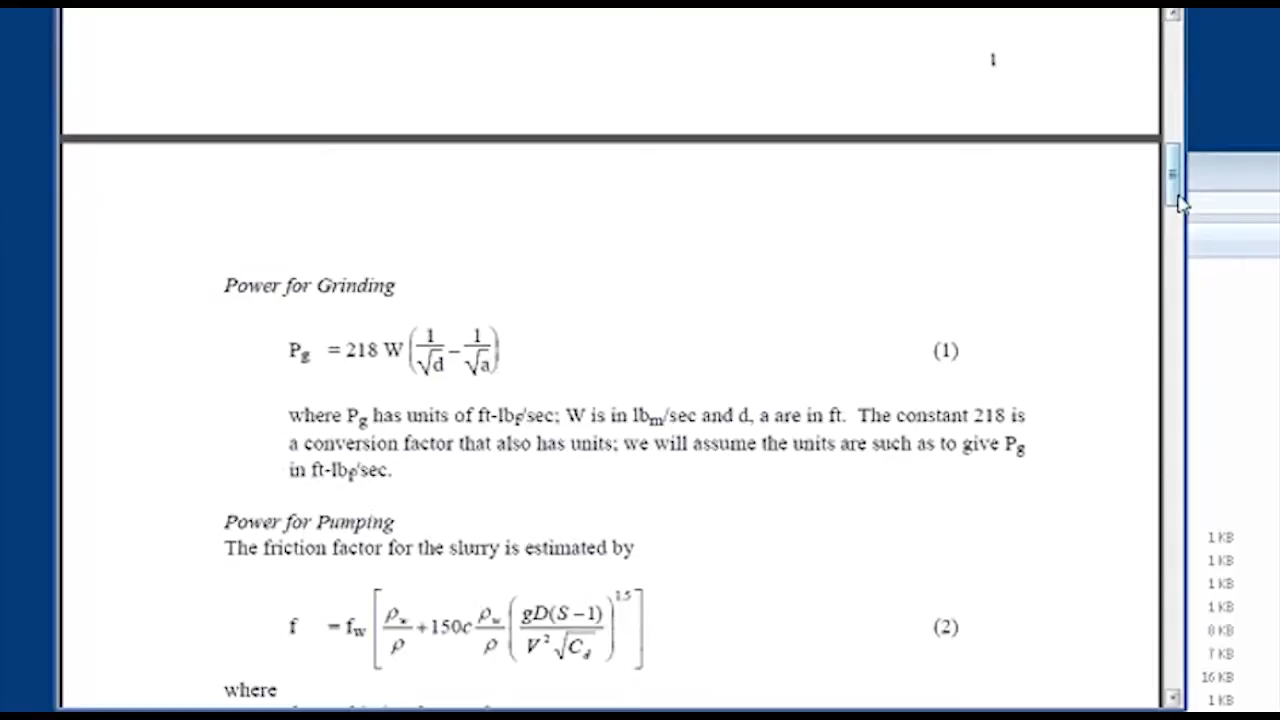 1
Power for Grinding
P_g = 218 W (1/√d − 1/√a) (1)
where P_g has units of ft-lb_f/sec; W is in lb_m/sec and d, a are in ft. The constant 218 is
a conversion factor that also has units; we will assume the units are such as to give P_g
in ft-lb_f/sec.
Power for Pumping
The friction factor for the slurry is estimated by
f = f_w [ρ_w/ρ + 150c ρ_w/ρ (gD(S − 1)/(V² √C_d))^1.5] (2)
where
1 KB
1 KB
1 KB
1 KB
8 KB
7 KB
16 KB
1 KB